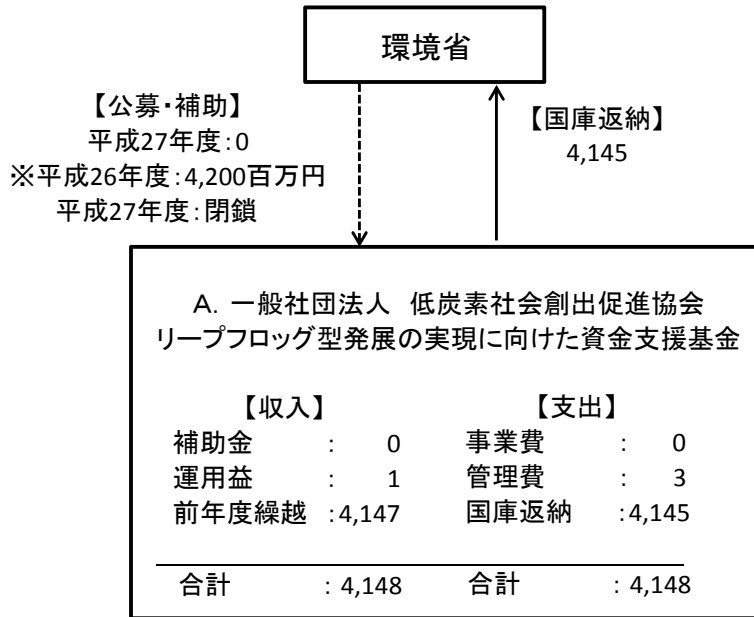 環境省
【公募・補助】
平成27年度：0
※平成26年度：4,200百万円
平成27年度：閉鎖
【国庫返納】
4,145
A. 一般社団法人　低炭素社会創出促進協会
リープフロッグ型発展の実現に向けた資金支援基金
【収入】 【支出】
補助金 ： 0 事業費 ： 0
運用益 ： 1 管理費 ： 3
前年度繰越 ：4,147 国庫返納 ：4,145
合計 ：4,148 合計 ：4,148